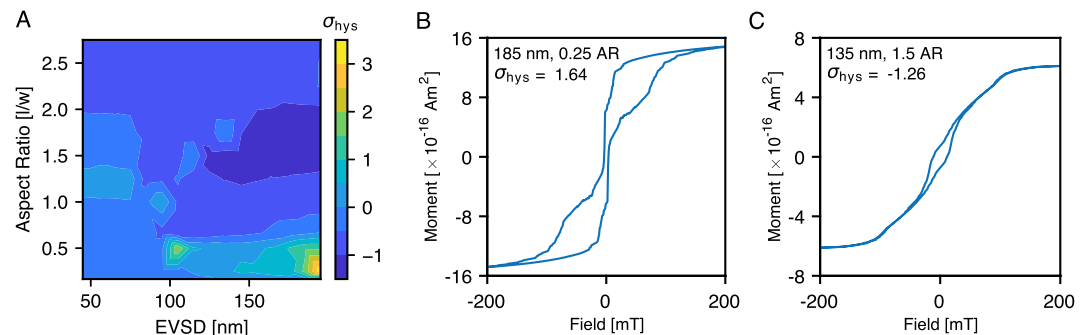 A
σhys
Aspect Ratio [l/w]
2.5
2.0
1.5
1.0
0.5
50
100
150
EVSD [nm]
3
2
1
0
−1
B
185 nm, 0.25 AR
σhys = 1.64
Moment [ × 10-16 Am2]
16
8
0
-8
-16
-200
0
200
Field [mT]
C
135 nm, 1.5 AR
σhys = -1.26
Moment [ × 10-16 Am2]
8
4
0
-4
-8
-200
0
200
Field [mT]